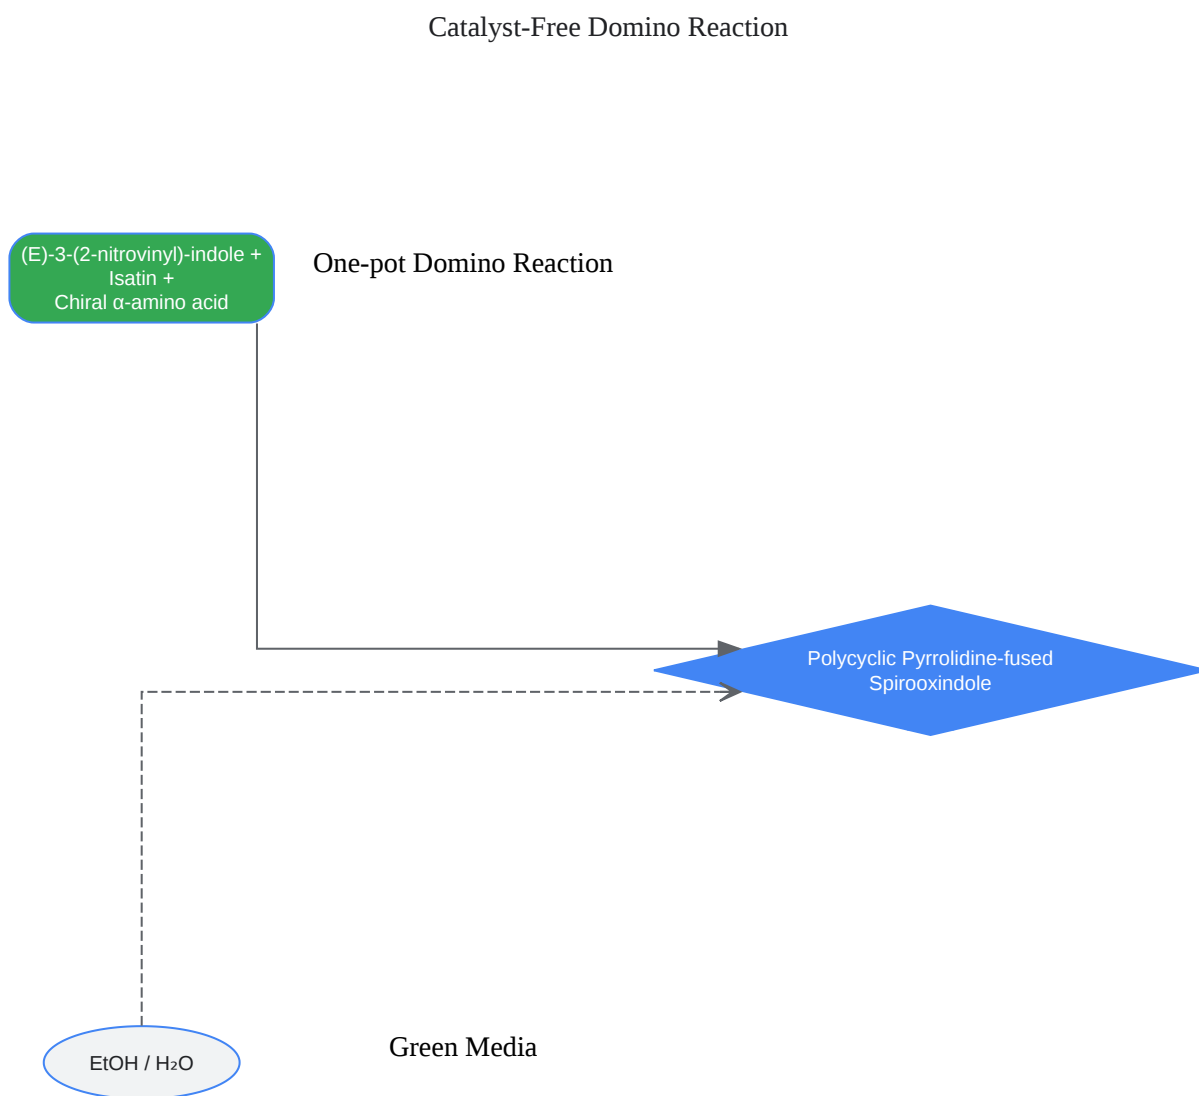 Catalyst-Free Domino Reaction
(E)-3-(2-nitrovinyl)-indole +
Isatin +
Chiral α-amino acid
One-pot Domino Reaction
Polycyclic Pyrrolidine-fused
Spirooxindole
EtOH / H₂O
Green Media